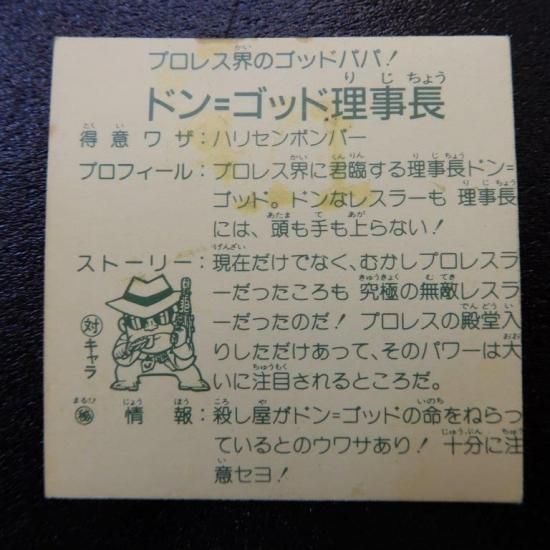 プロレス界のゴッドパパ！
ドン=ゴッド理事長
得意ワザ：ハリセンボンバー
プロフィール：プロレス界に君臨する理事長ドン=
ゴッド。ドンなレスラーも 理事長
には、頭も手も上らない！
ストーリー：現在だけでなく、むかしプロレスラ
ーだったころも 究極の無敵レスラ
ーだったのだ！ プロレスの殿堂入
りしただけあって、そのパワーは大
いに注目されるところだ。
対キャラ
㊙情報：殺し屋がドン=ゴッドの命をねらっ
ているとのウワサあり！ 十分に注
意セヨ！